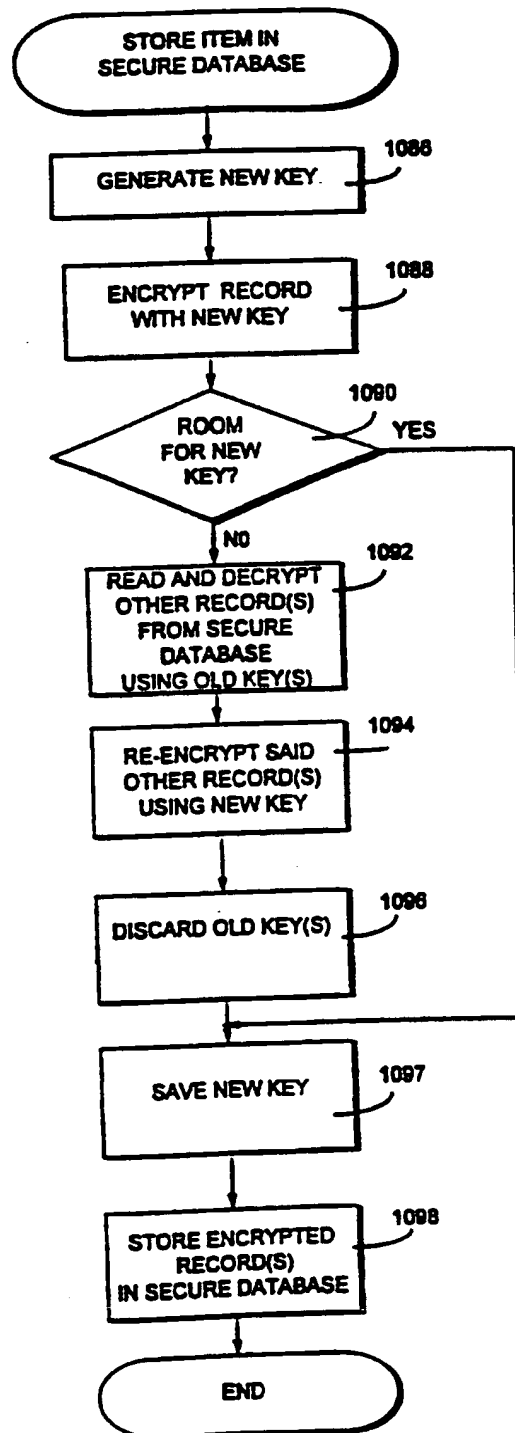 STORE ITEM IN
SECURE DATABASE
1086
GENERATE NEW KEY
1088
ENCRYPT RECORD
WITH NEW KEY
1090
ROOM
FOR NEW
KEY?
YES
NO
1092
READ AND DECRYPT
OTHER RECORD(S)
FROM SECURE
DATABASE
USING OLD KEY(S)
1094
RE-ENCRYPT SAID
OTHER RECORD(S)
USING NEW KEY
1096
DISCARD OLD KEY(S)
SAVE NEW KEY
1097
1098
STORE ENCRYPTED
RECORD(S)
IN SECURE DATABASE
END